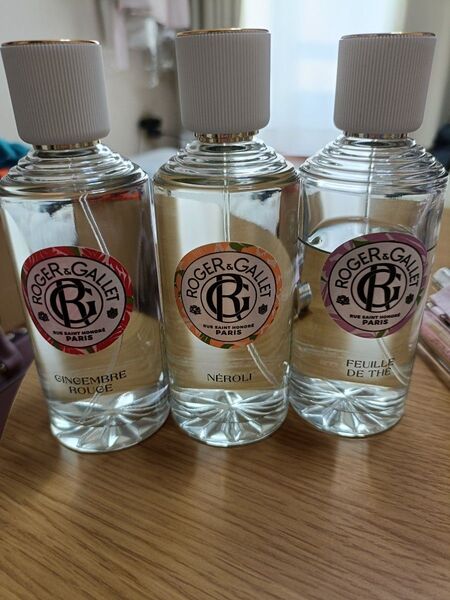 ROGER & GALLET
RG
RUE SAINT HONORÉ
PARIS
GINGEMBRE
ROUGE
ROGER & GALLET
RG
RUE SAINT HONORÉ
PARIS
NÉROLI
ROGER & GALLET
RG
RUE SAINT HONORÉ
PARIS
FEUILLE
DE THÉ